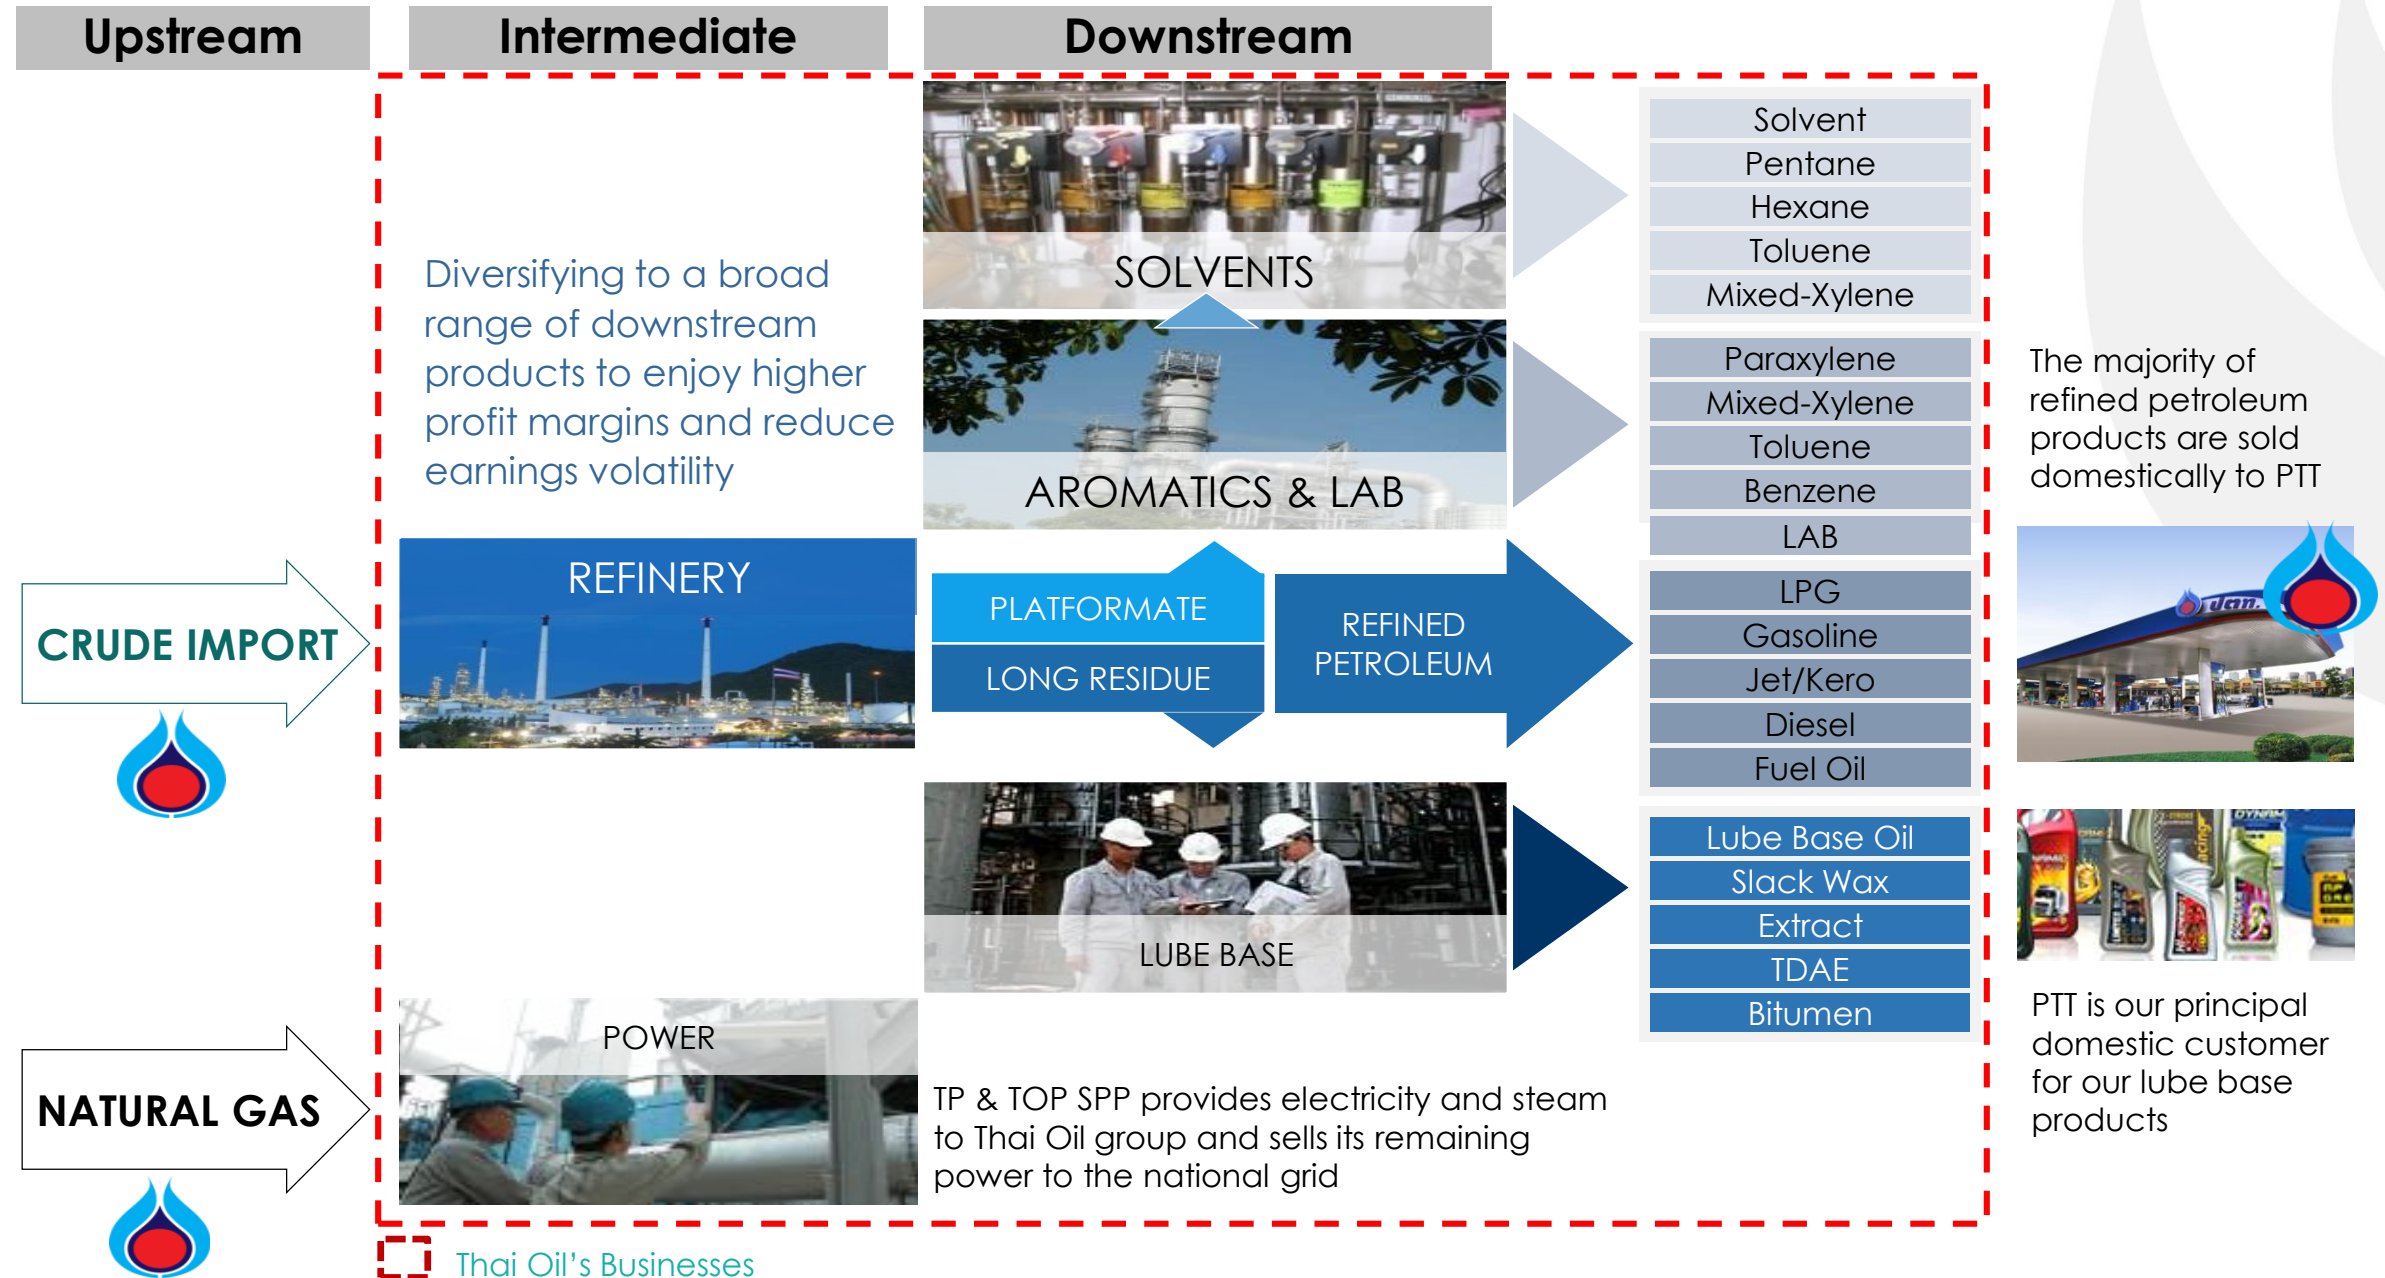 Upstream
Intermediate
Downstream
Diversifying to a broad
range of downstream
products to enjoy higher
profit margins and reduce
earnings volatility
SOLVENTS
Solvent
Pentane
Hexane
Toluene
Mixed-Xylene
AROMATICS & LAB
Paraxylene
Mixed-Xylene
Toluene
Benzene
LAB
The majority of
refined petroleum
products are sold
domestically to PTT
CRUDE IMPORT
REFINERY
PLATFORMATE
LONG RESIDUE
REFINED
PETROLEUM
LPG
Gasoline
Jet/Kero
Diesel
Fuel Oil
ปตท.
LUBE BASE
Lube Base Oil
Slack Wax
Extract
TDAE
Bitumen
PTT is our principal
domestic customer
for our lube base
products
NATURAL GAS
POWER
TP & TOP SPP provides electricity and steam
to Thai Oil group and sells its remaining
power to the national grid
Thai Oil’s Businesses